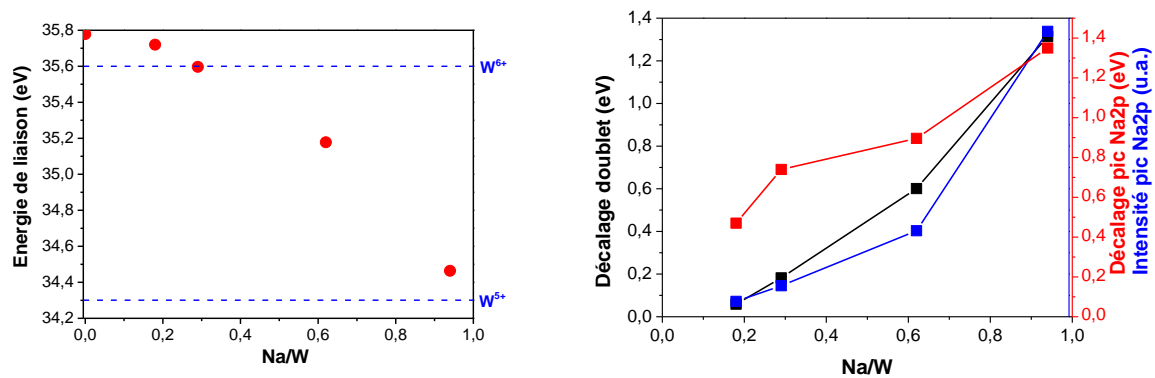 Energie de liaison (eV)
35,8
35,6
35,4
35,2
35,0
34,8
34,6
34,4
34,2
W6+
W5+
0,0 0,2 0,4 0,6 0,8 1,0
Na/W
Décalage doublet (eV)
1,4
1,2
1,0
0,8
0,6
0,4
0,2
0,0
0,0 0,2 0,4 0,6 0,8 1,0
Na/W
1,4
1,2
1,0
0,8
0,6
0,4
0,2
0,0
Décalage pic Na2p (eV)
Intensité pic Na2p (u.a.)